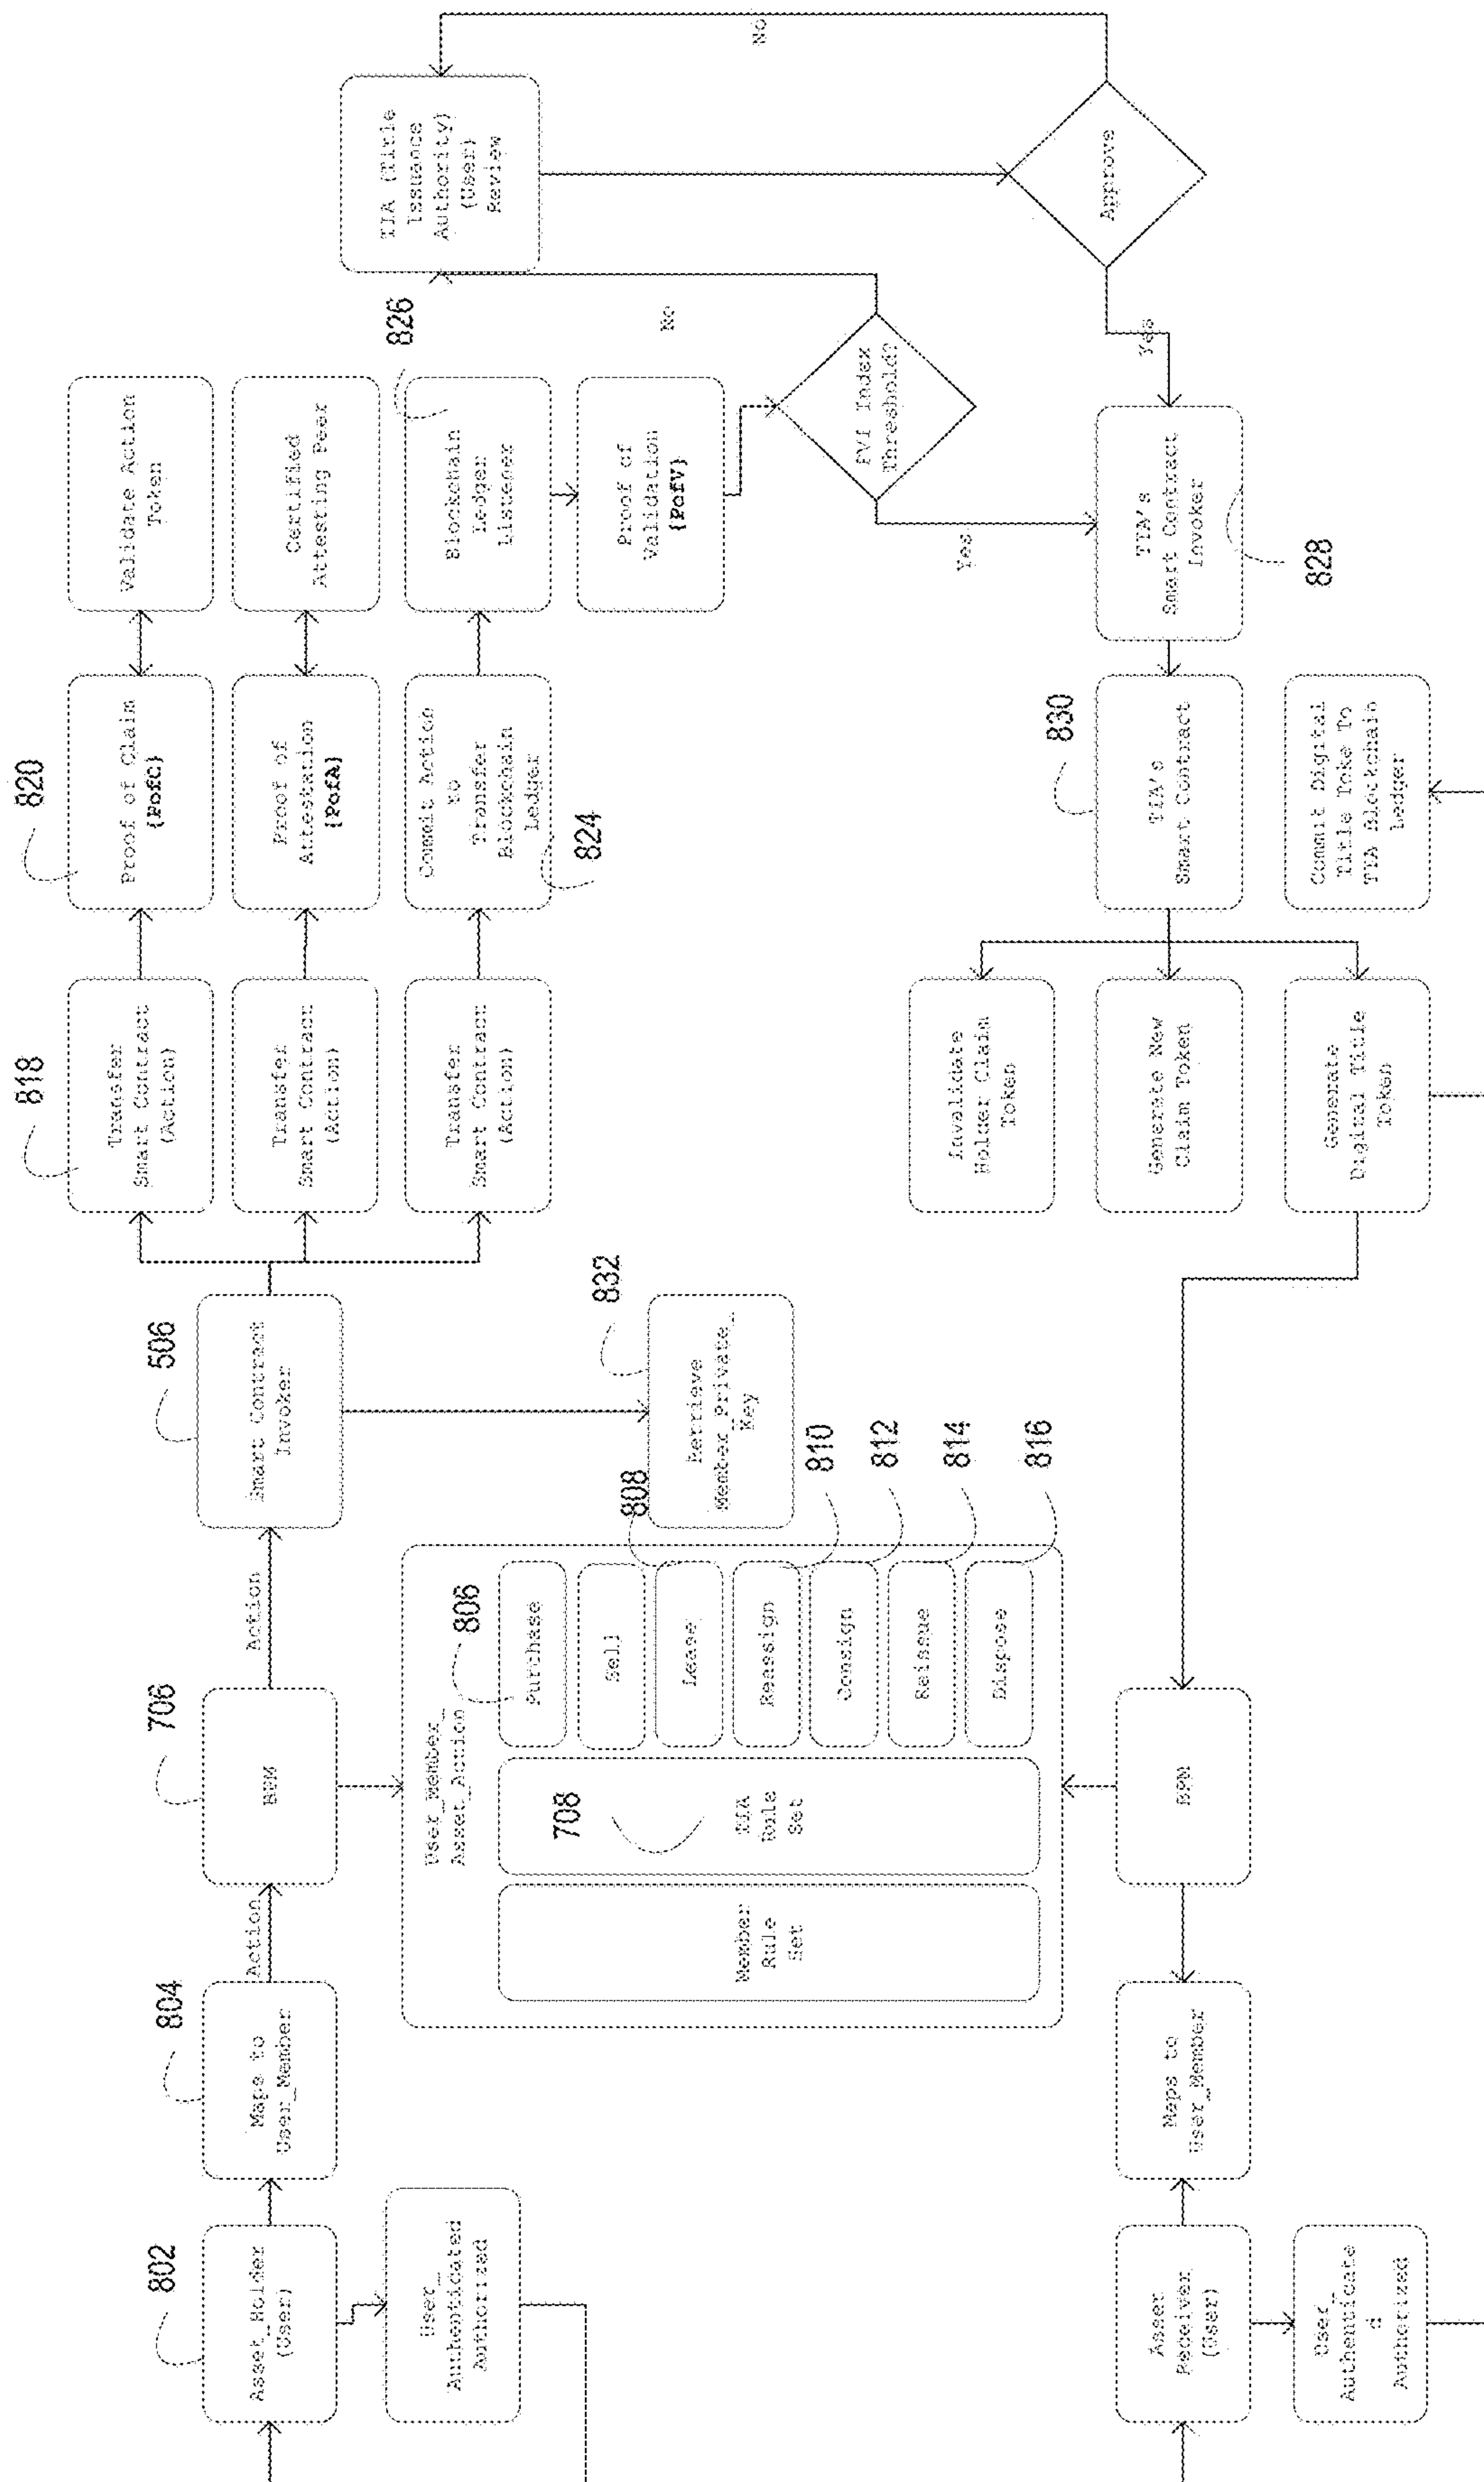 802
Asset_Holder
(User)
User_
Authenticated
Authorized
804
Maps to
User_Member
Action
706
BPM
Action
506
Smart Contract
Invoker
832
Retrieve
Member_Private_
Key
User_Member_
Asset_Action
806
Purchase
Sell
808
Lease
810
Reassign
812
Consign
814
Reissue
816
Dispose
708
TIA
Rule
Set
Member
Rule
Set
818
Transfer
Smart Contract
(Action)
Transfer
Smart Contract
(Action)
Transfer
Smart Contract
(Action)
820
Proof of Claim
{PofC}
Proof of
Attestation
{PofA}
Commit Action
to
Transfer
Blockchain
Ledger
824
Validate Action
Token
Certified
Attesting Peer
826
Blockchain
Ledger
Listener
Proof of
Validation
{PofV}
PVI Index
Threshold?
No
Yes
TIA (Title
Issuance
Authority)
(User)
Review
No
Approve
Yes
TIA's
Smart Contract
Invoker
828
830
TIA's
Smart Contract
Commit Digital
Title Toke To
TIA Blockchain
Ledger
Invalidate
Holder Claim
Token
Generate New
Claim Token
Generate
Digital Title
Token
BPM
Maps to
User_Member
Asset
Receiver
(User)
User_
Authenticate
d
Authorized